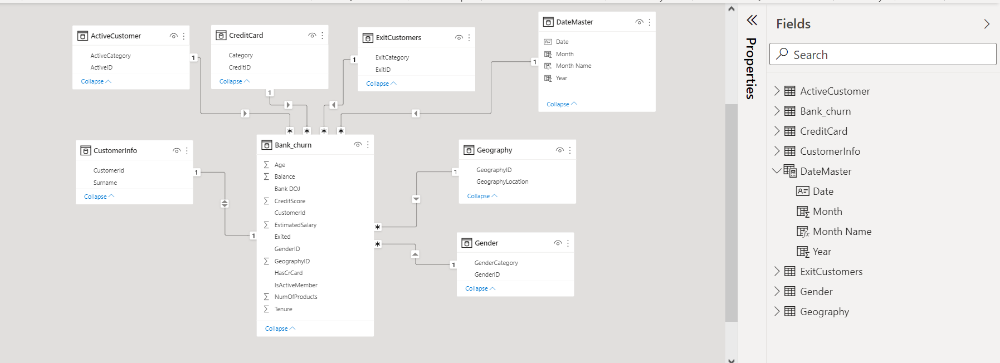 ActiveCustomer
ActiveCategory
ActiveID
Collapse
1
CreditCard
Category
CreditID
Collapse
1
ExitCustomers
ExitCategory
ExitID
Collapse
1
DateMaster
Date
Month
Month Name
Year
Collapse
1
* * * *
CustomerInfo
CustomerId
Surname
Collapse
1
1
Bank_churn
Age
Balance
Bank DOJ
CreditScore
CustomerId
EstimatedSalary
Exited
GenderID
GeographyID
HasCrCard
IsActiveMember
NumOfProducts
Tenure
Collapse
*
*
Geography
GeographyID
GeographyLocation
Collapse
1
Gender
GenderCategory
GenderID
Collapse
1
Properties
Fields
Search
ActiveCustomer
Bank_churn
CreditCard
CustomerInfo
DateMaster
Date
Month
Month Name
Year
ExitCustomers
Gender
Geography